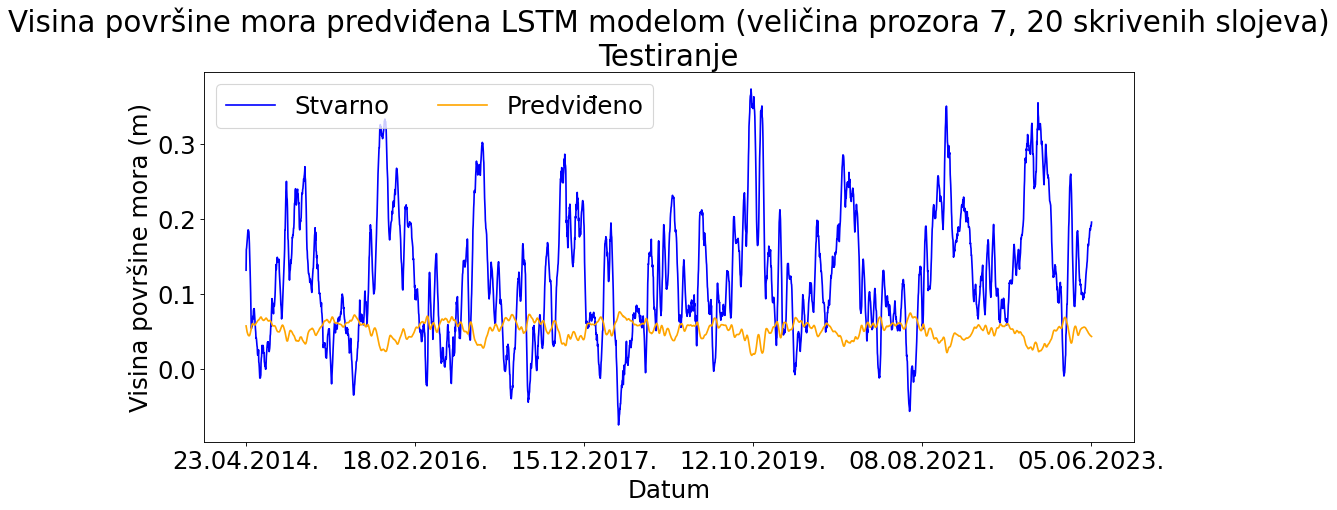 Visina površine mora predviđena LSTM modelom (veličina prozora 7, 20 skrivenih slojeva)
Testiranje
Stvarno Predviđeno
Visina površine mora (m)
0.3
0.2
0.1
0.0
23.04.2014. 18.02.2016. 15.12.2017. 12.10.2019. 08.08.2021. 05.06.2023.
Datum